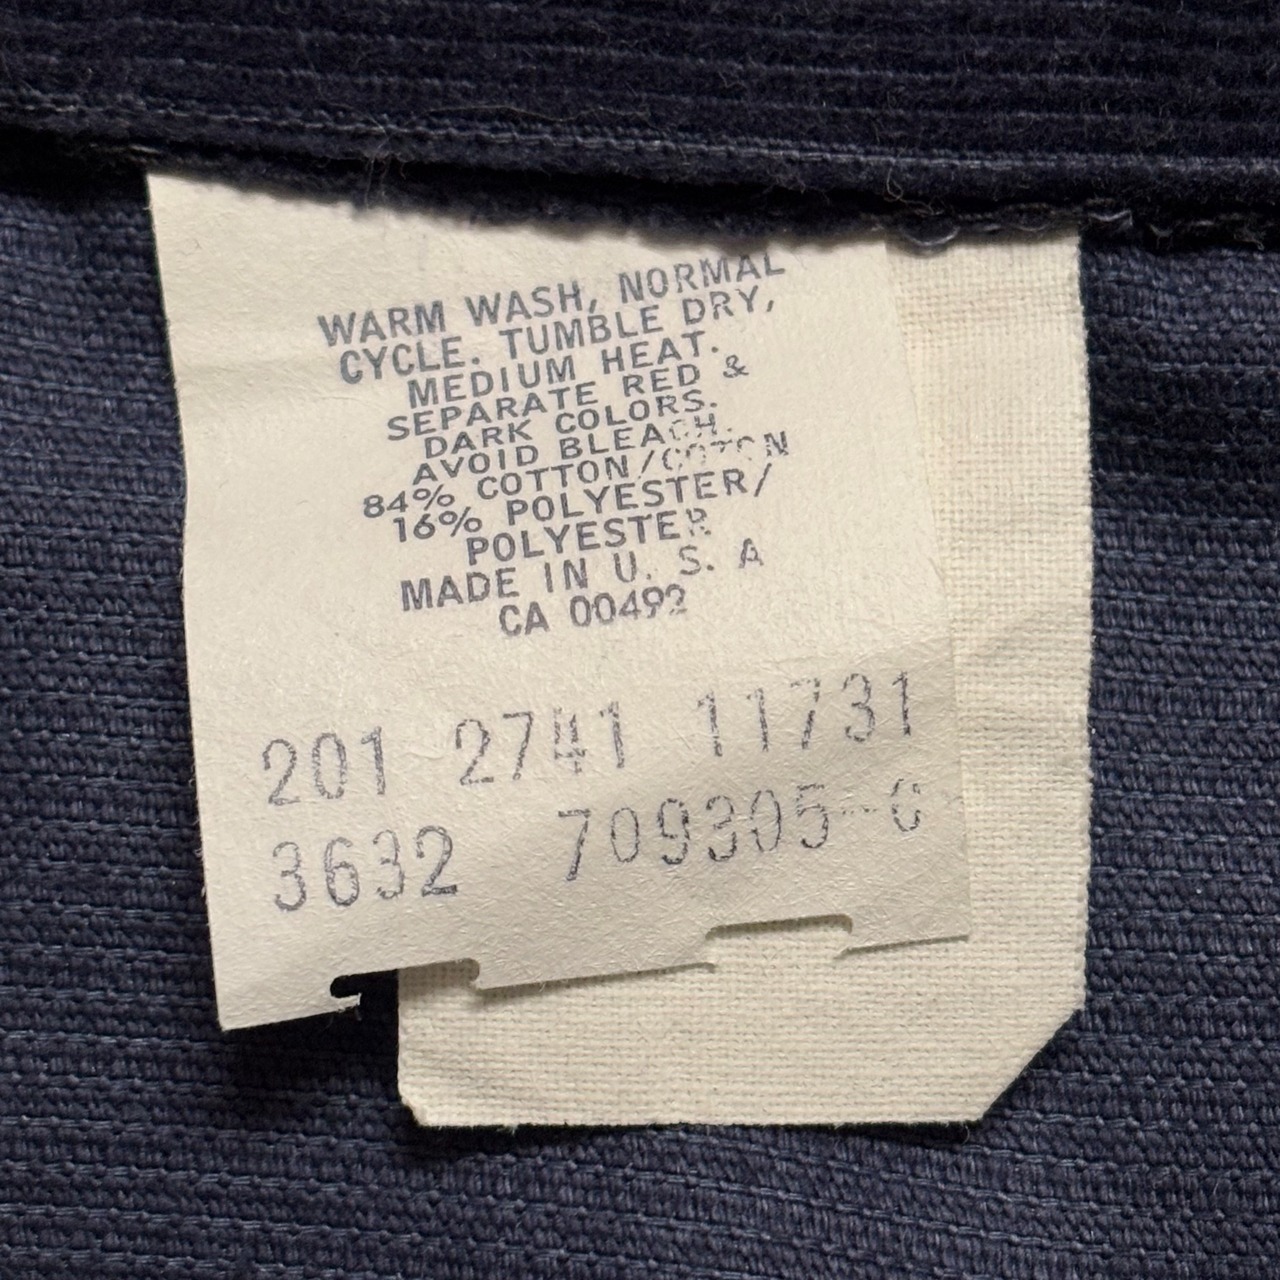 WARM WASH, NORMAL
CYCLE. TUMBLE DRY,
MEDIUM HEAT.
SEPARATE RED &
DARK COLORS.
AVOID BLEACH.
84% COTTON/COTTON
16% POLYESTER/
POLYESTER
MADE IN U. S. A
CA 00492
201 2741 11731
3632 709305-C